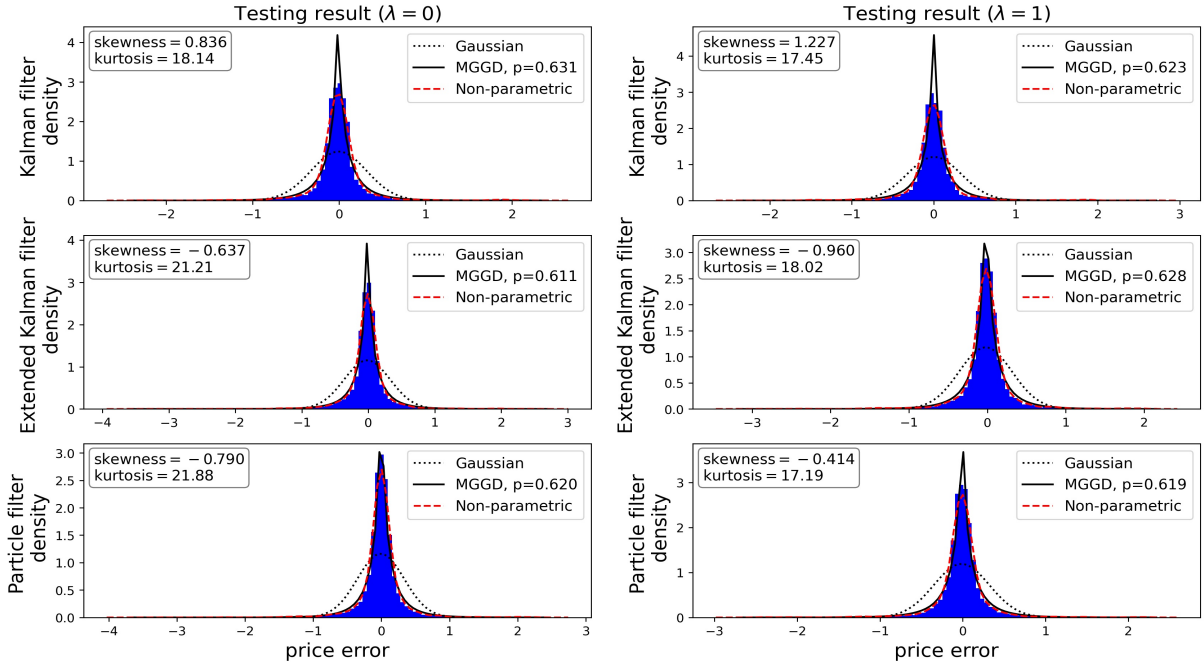 Testing result (λ = 0)
skewness = 0.836
kurtosis = 18.14
Gaussian
MGGD, p=0.631
Non-parametric
Kalman filter
density
4
3
2
1
0
−2
−1
0
1
2
Testing result (λ = 1)
skewness = 1.227
kurtosis = 17.45
Gaussian
MGGD, p=0.623
Non-parametric
Kalman filter
density
4
3
2
1
0
−2
−1
0
1
2
3
skewness = −0.637
kurtosis = 21.21
Gaussian
MGGD, p=0.611
Non-parametric
Extended Kalman filter
density
4
3
2
1
0
−4
−3
−2
−1
0
1
2
3
skewness = −0.960
kurtosis = 18.02
Gaussian
MGGD, p=0.628
Non-parametric
Extended Kalman filter
density
3.0
2.5
2.0
1.5
1.0
0.5
0.0
−3
−2
−1
0
1
2
skewness = −0.790
kurtosis = 21.88
Gaussian
MGGD, p=0.620
Non-parametric
Particle filter
density
3.0
2.5
2.0
1.5
1.0
0.5
0.0
−4
−3
−2
−1
0
1
2
3
price error
skewness = −0.414
kurtosis = 17.19
Gaussian
MGGD, p=0.619
Non-parametric
Particle filter
density
3
2
1
0
−3
−2
−1
0
1
2
price error